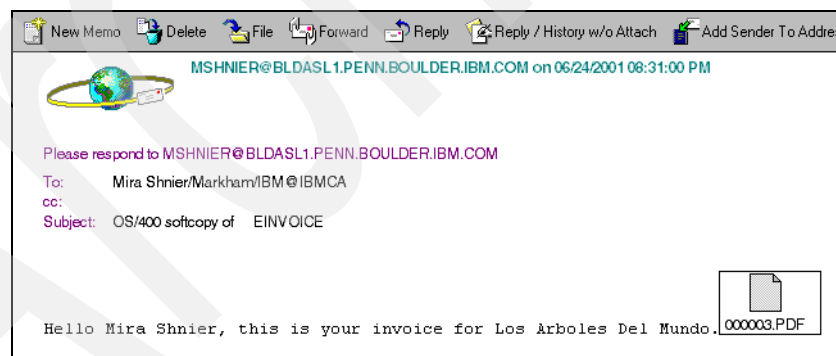 New Memo Delete File Forward Reply Reply / History w/o Attach Add Sender To Addre
MSHNIER@BLDASL1.PENN.BOULDER.IBM.COM on 06/24/2001 08:31:00 PM
Please respond to MSHNIER@BLDASL1.PENN.BOULDER.IBM.COM
To: Mira Shnier/Markham/IBM@IBMCA
cc:
Subject: OS/400 softcopy of EINVOICE
Hello Mira Shnier, this is your invoice for Los Arboles Del Mundo.
000003.PDF